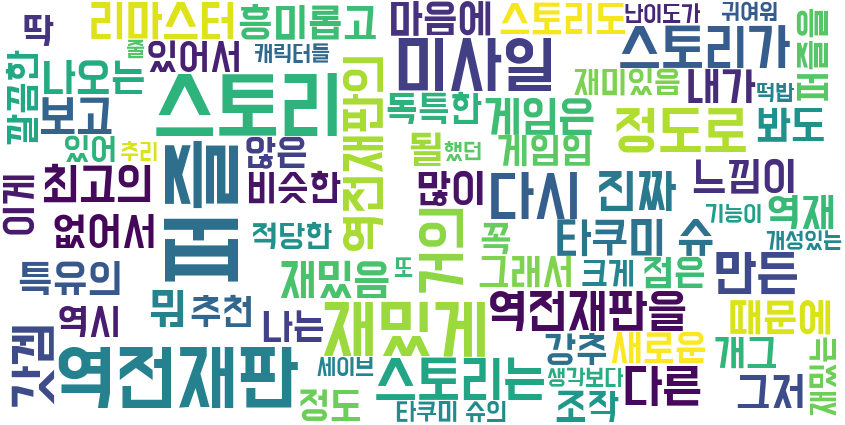 딱
리마스터
흥미롭고
마음에
스토리도
난이도가
귀여워
줄
있어서
캐릭터들
미사일
스토리가
퍼즐을
깔끔한
나오는
스토리
역전재판의
독특한
재미있음
내가
떡밥
보고
퍼즐
게임은
정도로
봐도
있어
추리
않은
될
했던
게임임
이게
최고의
비슷한
많이
다시
진짜
느낌이
없어서
적당한
거의
꼭
타쿠미 슈
기능이
역재
개성있는
특유의
재밌음
또
그래서
크게
점은
만든
역시
뭐
추천
나는
재밌게
역전재판을
때문에
갓겜
역전재판
세이브
스토리는
강추
새로운
개그
재밌는
생각보다
다른
그저
정도
타쿠미 슈의
조작